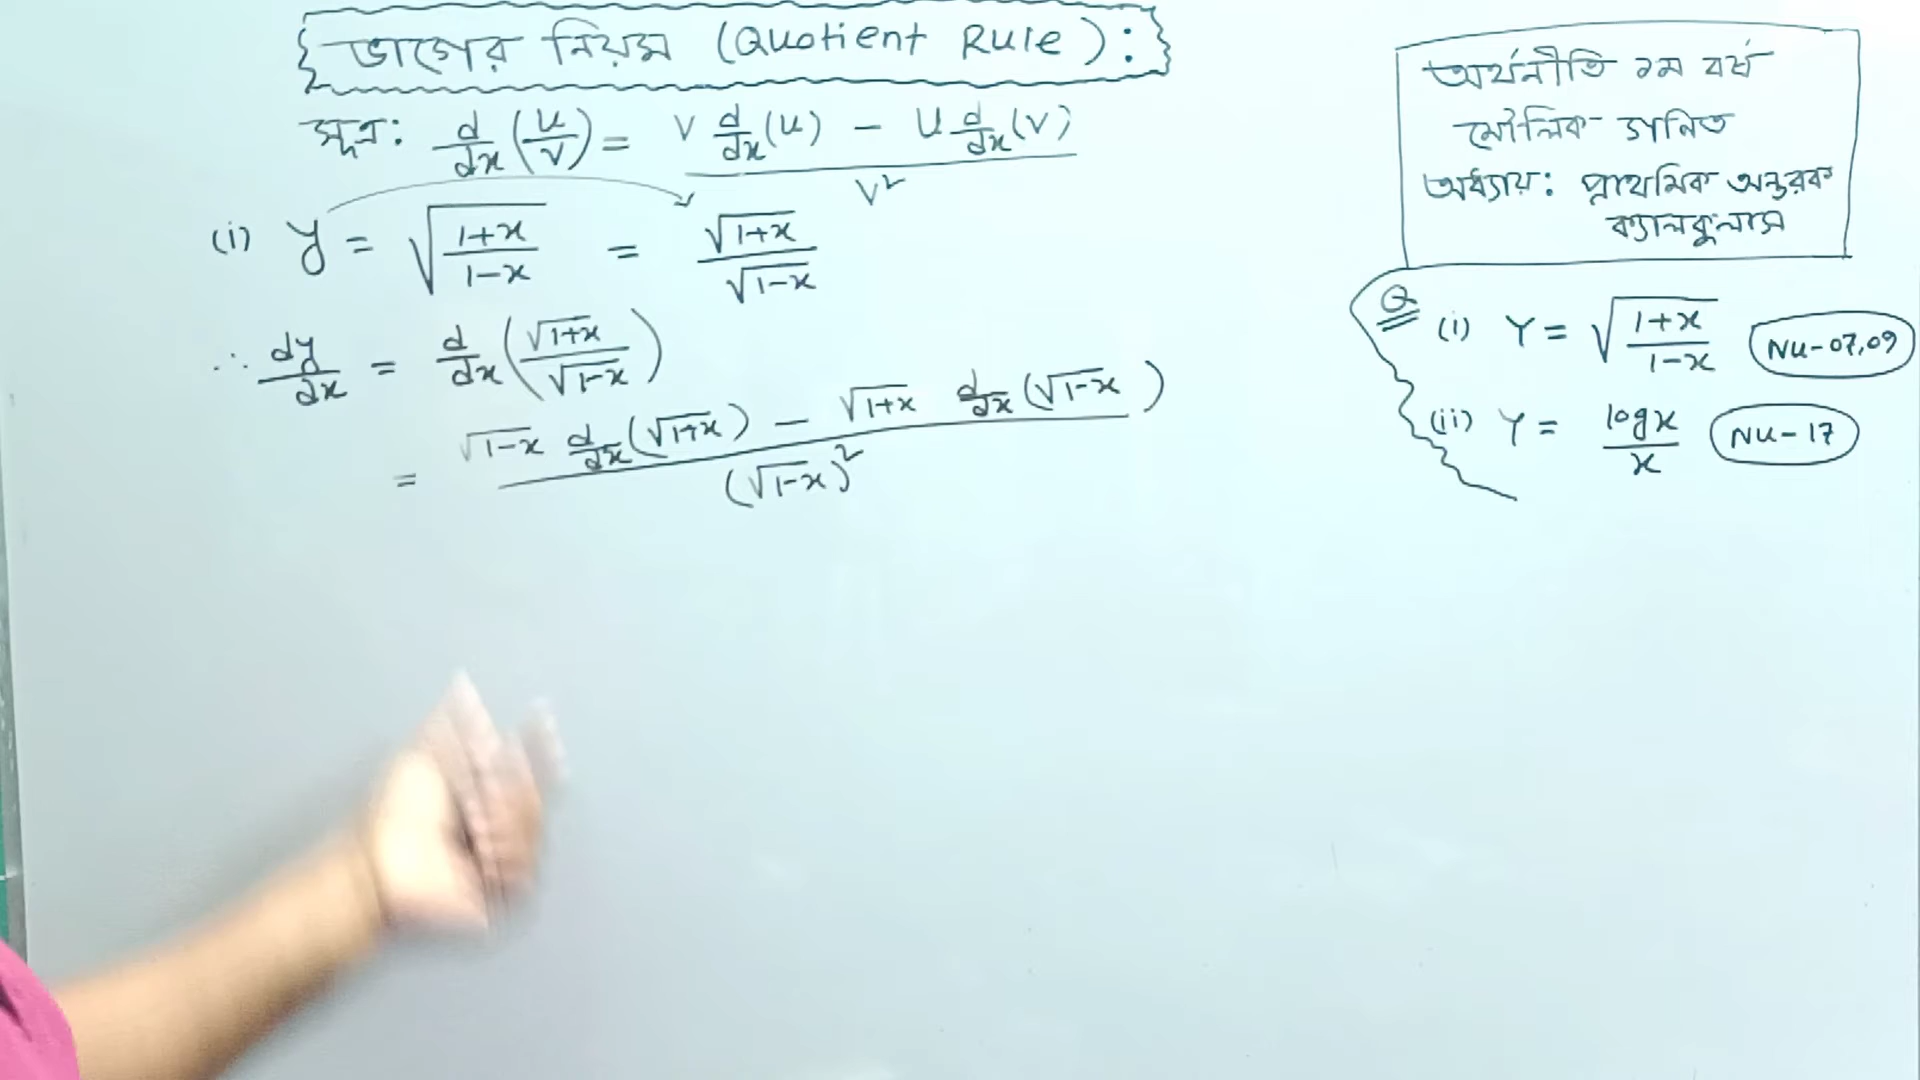 ভাগের নিয়ম (Quotient Rule):
সূত্র: d/dx (u/v) = (v d/dx (u) − u d/dx (v)) / v²
(i) y = √((1+x)/(1−x)) = √(1+x) / √(1−x)
∴ dy/dx = d/dx (√(1+x) / √(1−x))
= (√(1−x) d/dx (√(1+x)) − √(1+x) d/dx (√(1−x))) / (√(1−x))²
অর্থনীতি ১ম বর্ষ
মৌলিক গনিত
অধ্যায়: প্রাথমিক অন্তরক
ক্যালকুলাস
Q (i) Y = √((1+x)/(1−x)) NU-07,09
(ii) Y = logx / x NU-17